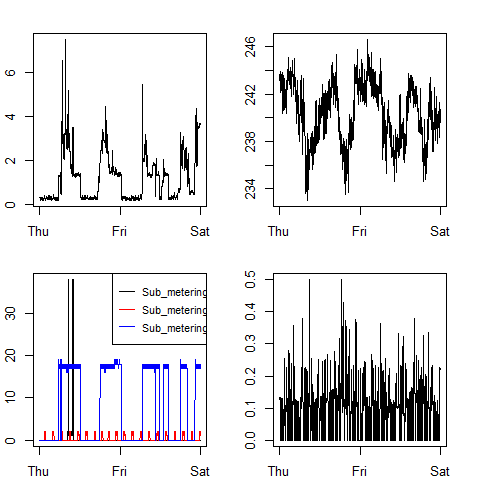 6
4
2
0
Thu Fri Sat
246
242
238
234
Thu Fri Sat
30
20
10
0
Sub_metering
Sub_metering
Sub_metering
Thu Fri Sat
0.5
0.4
0.3
0.2
0.1
0.0
Thu Fri Sat